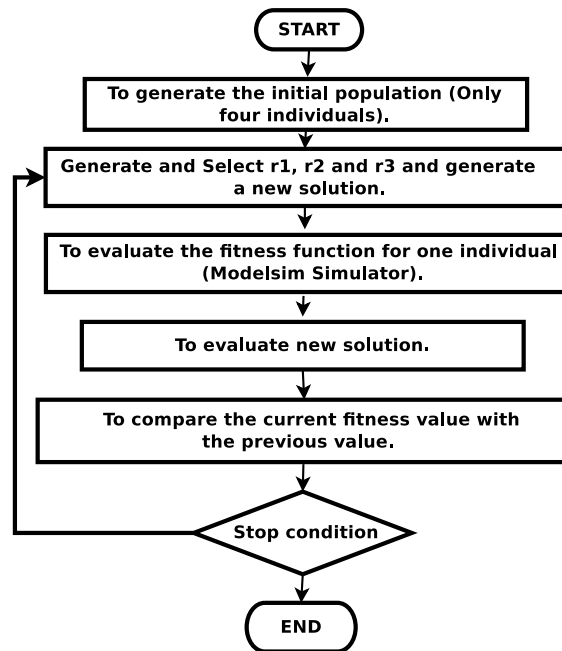 START
To generate the initial population (Only
four individuals).
Generate and Select r1, r2 and r3 and generate
a new solution.
To evaluate the fitness function for one individual
(Modelsim Simulator).
To evaluate new solution.
To compare the current fitness value with
the previous value.
Stop condition
END